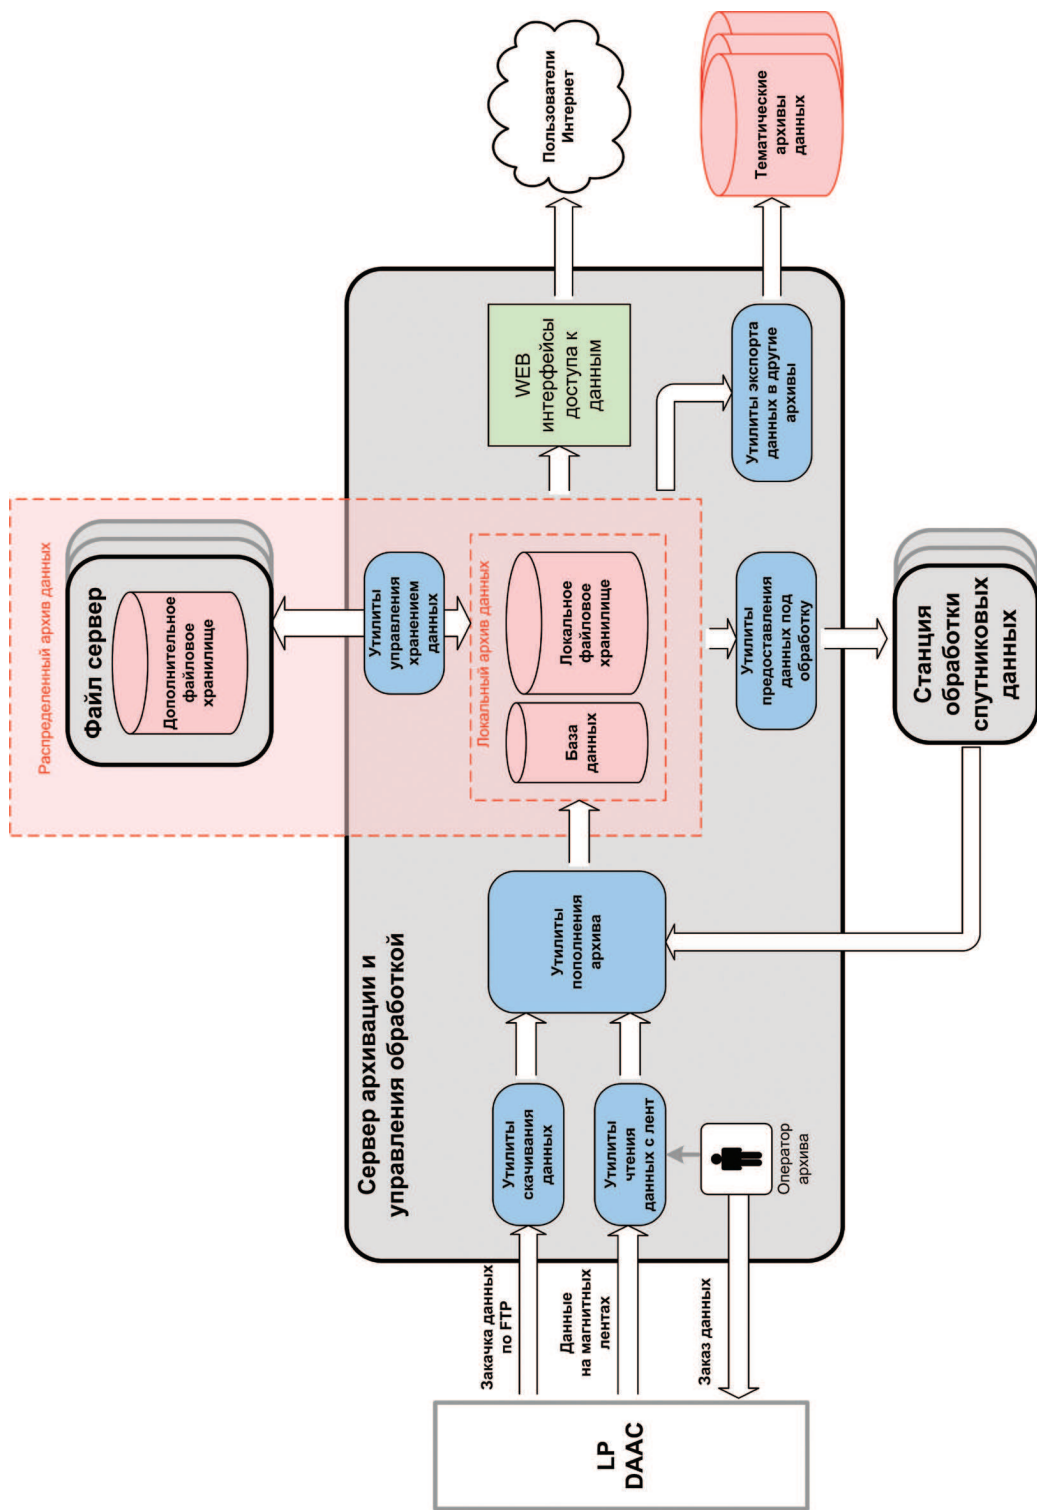 LP
DAAC
Закачка данных
по FTP
Данные
на магнитных
лентах
Заказ данных
Сервер архивации и
управления обработкой
Утилиты
скачивания
данных
Утилиты
чтения
данных с лент
Оператор
архива
Утилиты
пополнения
архива
Распределенный архив данных
Файл сервер
Дополнительное
файловое
хранилище
Утилиты
управления
хранением
данных
Локальный архив данных
База
данных
Локальное
файловое
хранилище
Утилиты
предоставления
данных под
обработку
Станция
обработки
спутниковых
данных
WEB
интерфейсы
доступа к
данным
Утилиты экспорта
данных в другие
архивы
Пользователи
Интернет
Тематические
архивы
данных